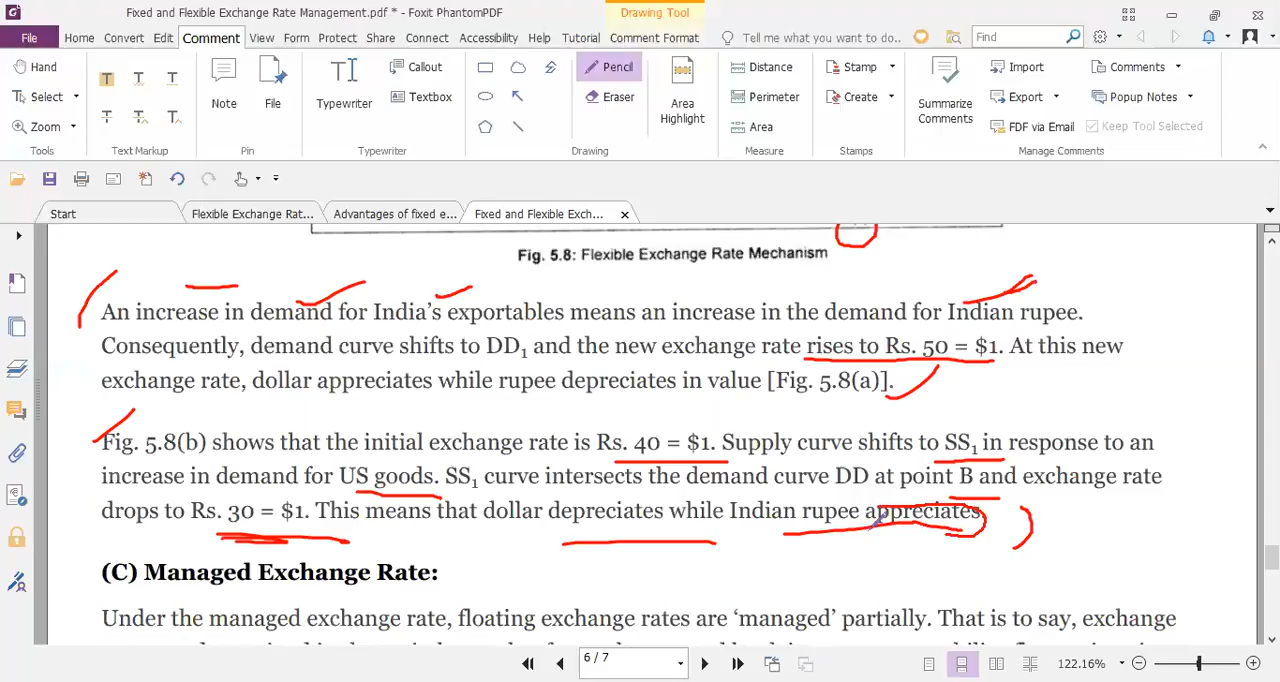 Fixed and Flexible Exchange Rate Management.pdf * - Foxit PhantomPDF
Drawing Tool
File Home Convert Edit Comment View Form Protect Share Connect Accessibility Help Tutorial Comment Format Tell me what you want to do.. Find
Hand
Select
Zoom
Tools
Text Markup
Note
File
Pin
Typewriter
Callout
Textbox
Typewriter
Pencil
Eraser
Drawing
Area
Highlight
Distance
Perimeter
Area
Measure
Stamp
Create
Stamps
Summarize
Comments
Import
Export
FDF via Email
Comments
Popup Notes
Keep Tool Selected
Manage Comments
Start
Flexible Exchange Rat...
Advantages of fixed e...
Fixed and Flexible Exch...
Fig. 5.8: Flexible Exchange Rate Mechanism
An increase in demand for India’s exportables means an increase in the demand for Indian rupee.
Consequently, demand curve shifts to DD₁ and the new exchange rate rises to Rs. 50 = $1. At this new
exchange rate, dollar appreciates while rupee depreciates in value [Fig. 5.8(a)].
Fig. 5.8(b) shows that the initial exchange rate is Rs. 40 = $1. Supply curve shifts to SS₁ in response to an
increase in demand for US goods. SS₁ curve intersects the demand curve DD at point B and exchange rate
drops to Rs. 30 = $1. This means that dollar depreciates while Indian rupee appreciates.
(C) Managed Exchange Rate:
Under the managed exchange rate, floating exchange rates are ‘managed’ partially. That is to say, exchange
6 / 7
122.16%